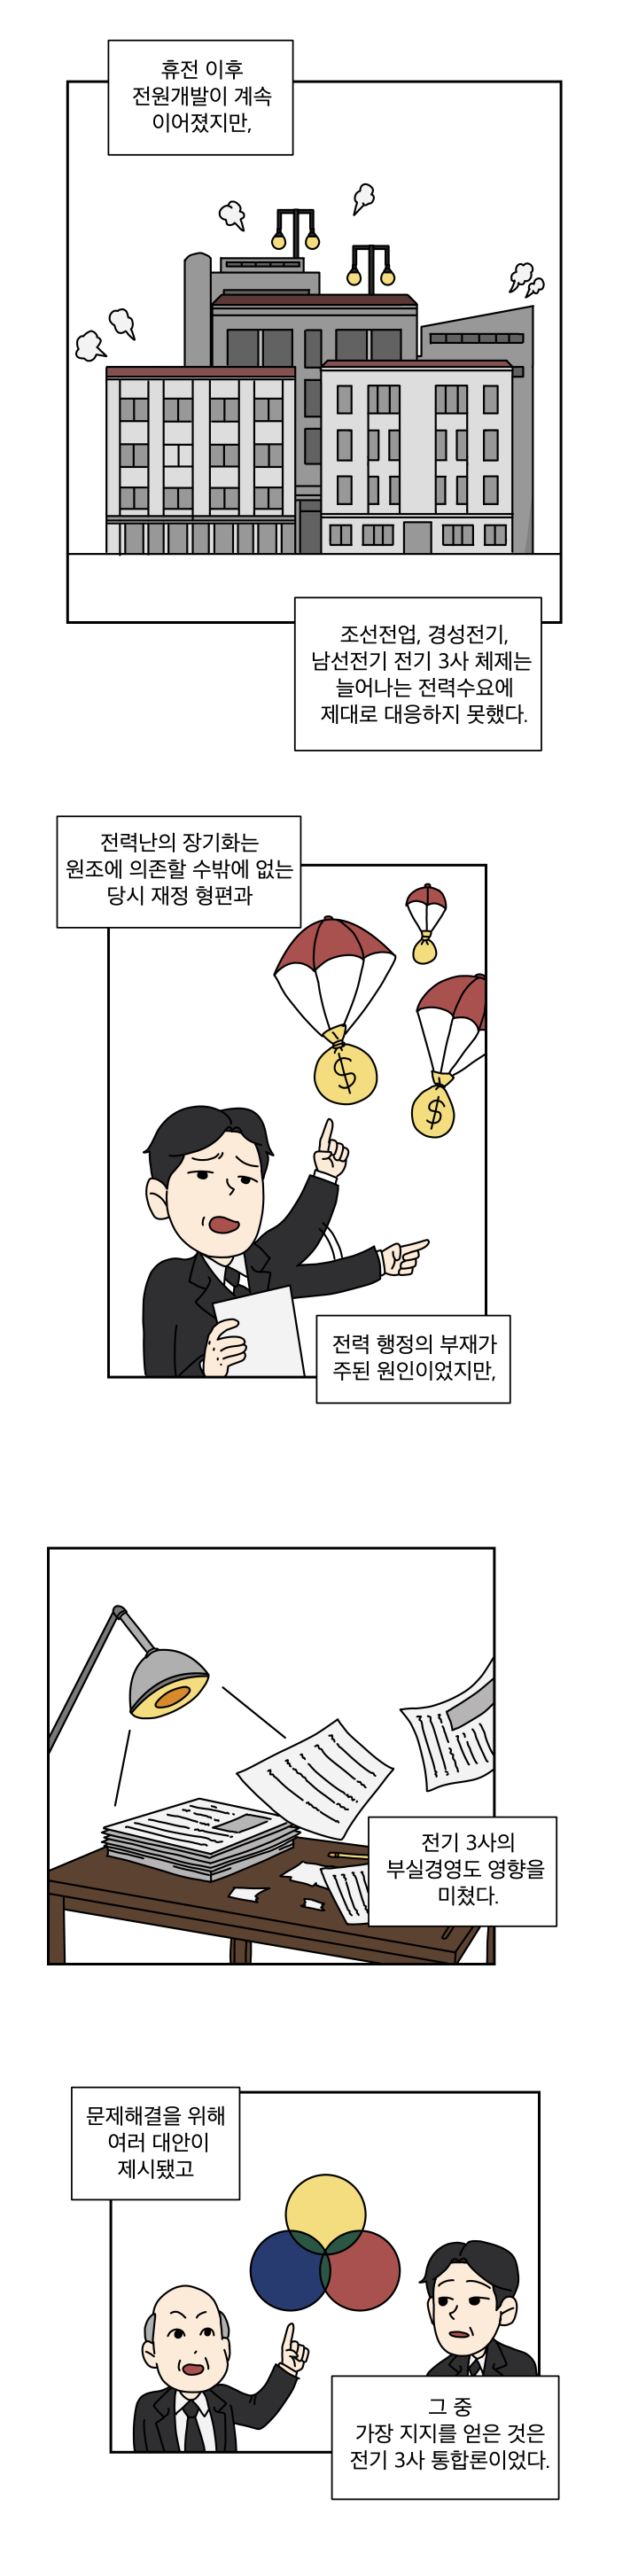 휴전 이후
전원개발이 계속
이어졌지만,
조선전업, 경성전기,
남선전기 전기 3사 체제는
늘어나는 전력수요에
제대로 대응하지 못했다.
전력난의 장기화는
원조에 의존할 수밖에 없는
당시 재정 형편과
$
$
전력 행정의 부재가
주된 원인이었지만,
전기 3사의
부실경영도 영향을
미쳤다.
문제해결을 위해
여러 대안이
제시됐고
그 중
가장 지지를 얻은 것은
전기 3사 통합론이었다.